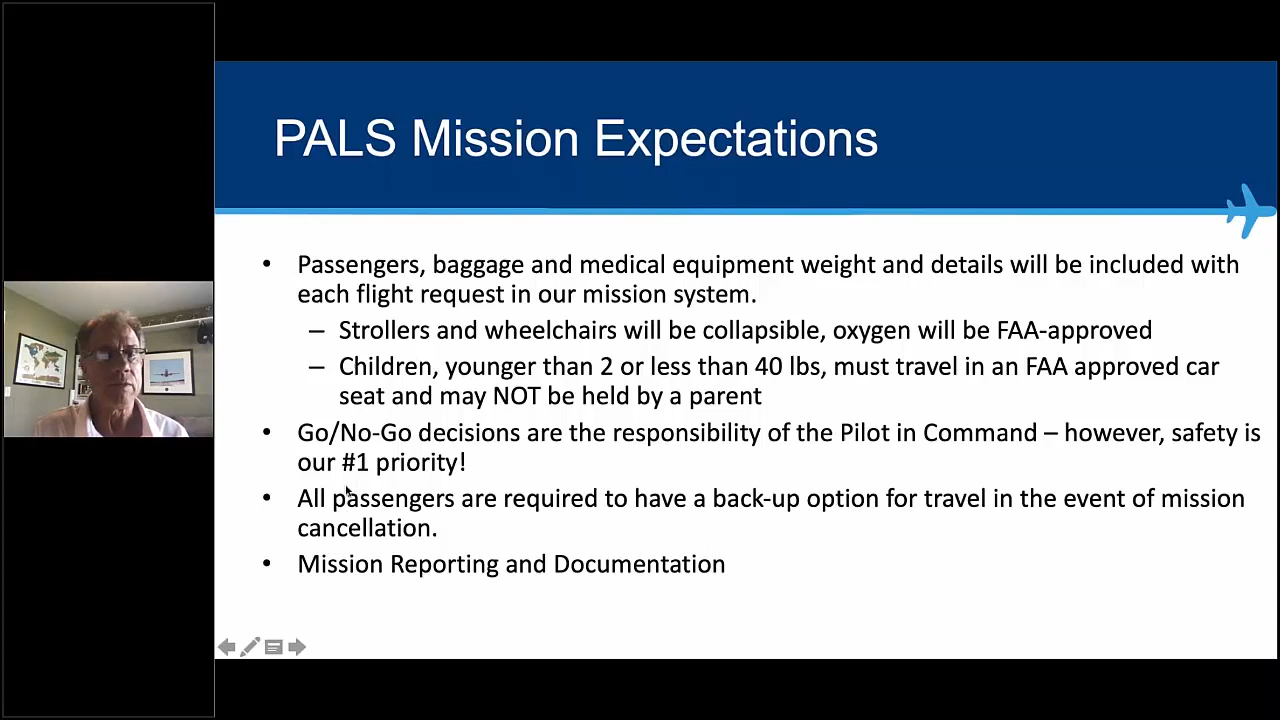 PALS Mission Expectations
• Passengers, baggage and medical equipment weight and details will be included with
each flight request in our mission system.
– Strollers and wheelchairs will be collapsible, oxygen will be FAA-approved
– Children, younger than 2 or less than 40 lbs, must travel in an FAA approved car
seat and may NOT be held by a parent
• Go/No-Go decisions are the responsibility of the Pilot in Command – however, safety is
our #1 priority!
• All passengers are required to have a back-up option for travel in the event of mission
cancellation.
• Mission Reporting and Documentation